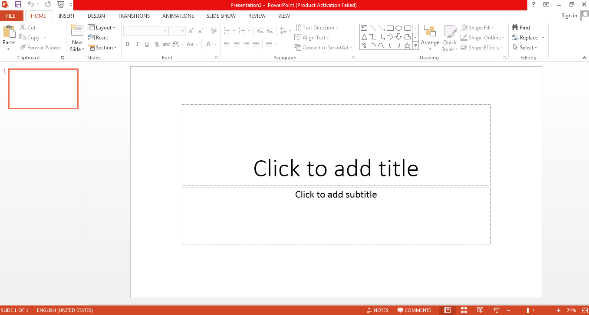 Presentation1 - PowerPoint (Product Activation Failed)
FILE HOME INSERT DESIGN TRANSITIONS ANIMATIONS SLIDE SHOW REVIEW VIEW Sign in
Paste Cut Copy Format Painter
Clipboard
New Slide Layout Reset Section
Slides
Font
Text Direction Align Text Convert to SmartArt
Paragraph
Arrange Quick Styles Shape Fill Shape Outline Shape Effects
Drawing
Find Replace Select
Editing
1
Click to add title
Click to add subtitle
SLIDE 1 OF 1 ENGLISH (UNITED STATES) NOTES COMMENTS 74%